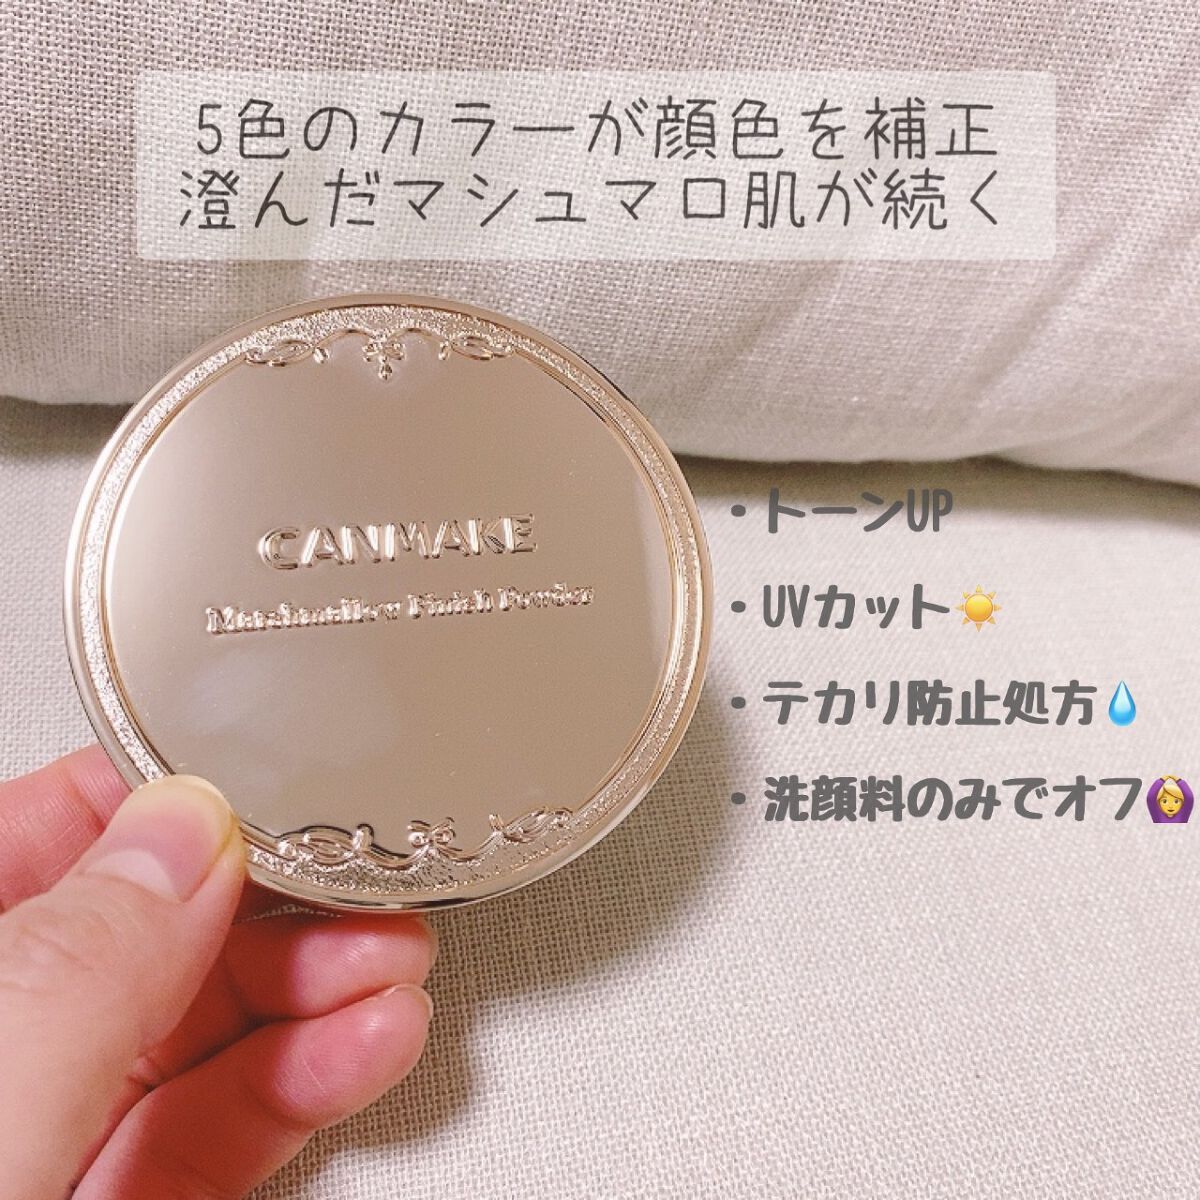 5色のカラーが顔色を補正
澄んだマシュマロ肌が続く
CANMAKE
Marshmallow Finish Powder
・トーンUP
・UVカット☀️
・テカリ防止処方💧
・洗顔料のみでオフ🙆‍♀️